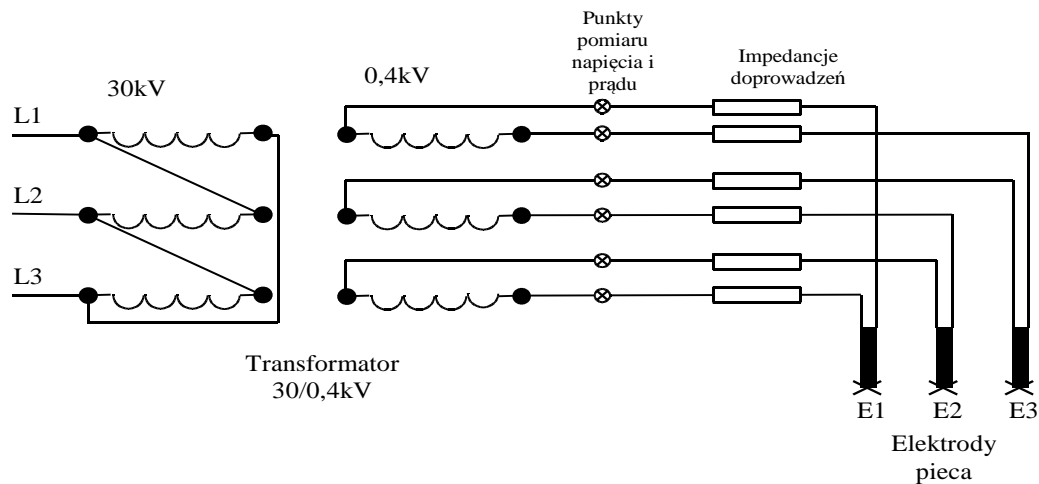 Punkty
pomiaru
napięcia i
prądu
Impedancje
doprowadzeń
30kV
0,4kV
L1
L2
L3
Transformator
30/0,4kV
E1
E2
E3
Elektrody
pieca